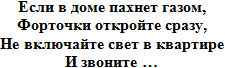 Если в доме пахнет газом,
Форточки откройте сразу,
Не включайте свет в квартире
И звоните …